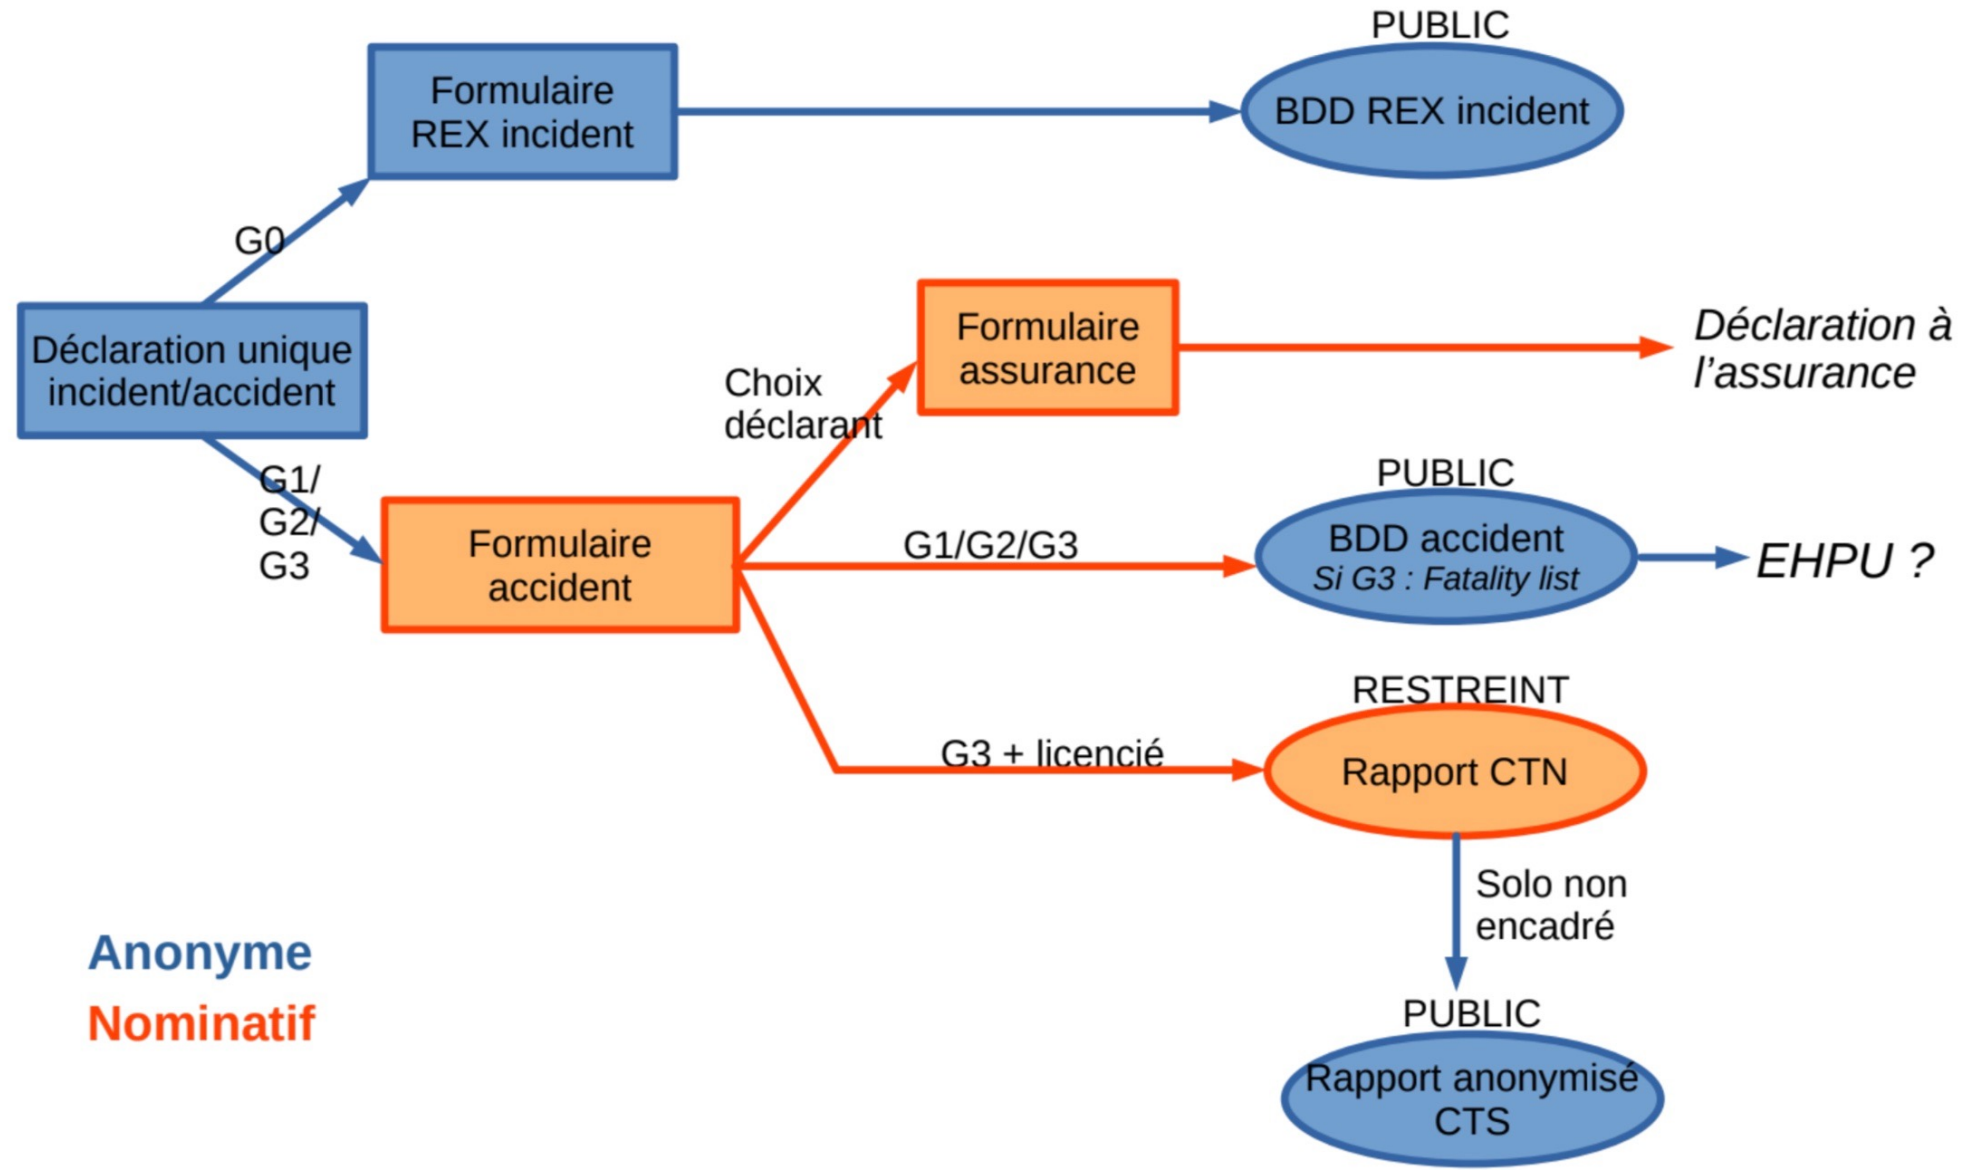 PUBLIC
Formulaire
REX incident
BDD REX incident
G0
Déclaration unique
incident/accident
Formulaire
assurance
Déclaration à
l’assurance
Choix
déclarant
G1/
G2/
G3
Formulaire
accident
G1/G2/G3
PUBLIC
BDD accident
Si G3 : Fatality list
EHPU ?
RESTREINT
G3 + licencié
Rapport CTN
Solo non
encadré
Anonyme
Nominatif
PUBLIC
Rapport anonymisé
CTS